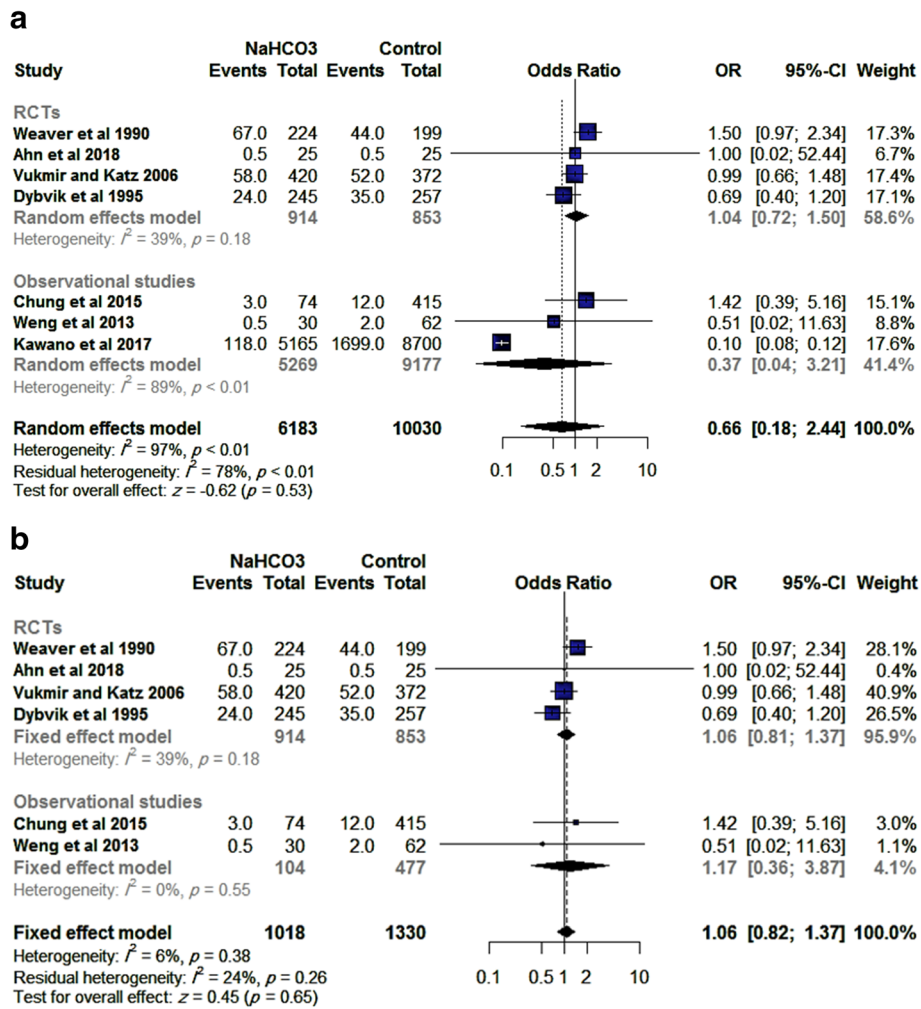 a
NaHCO3 Control
Study Events Total Events Total Odds Ratio OR 95%-CI Weight
RCTs
Weaver et al 1990 67.0 224 44.0 199 1.50 [0.97; 2.34] 17.3%
Ahn et al 2018 0.5 25 0.5 25 1.00 [0.02; 52.44] 6.7%
Vukmir and Katz 2006 58.0 420 52.0 372 0.99 [0.66; 1.48] 17.4%
Dybvik et al 1995 24.0 245 35.0 257 0.69 [0.40; 1.20] 17.1%
Random effects model 914 853 1.04 [0.72; 1.50] 58.6%
Heterogeneity: I² = 39%, p = 0.18
Observational studies
Chung et al 2015 3.0 74 12.0 415 1.42 [0.39; 5.16] 15.1%
Weng et al 2013 0.5 30 2.0 62 0.51 [0.02; 11.63] 8.8%
Kawano et al 2017 118.0 5165 1699.0 8700 0.10 [0.08; 0.12] 17.6%
Random effects model 5269 9177 0.37 [0.04; 3.21] 41.4%
Heterogeneity: I² = 89%, p < 0.01
Random effects model 6183 10030 0.66 [0.18; 2.44] 100.0%
Heterogeneity: I² = 97%, p < 0.01
Residual heterogeneity: I² = 78%, p < 0.01 0.1 0.5 1 2 10
Test for overall effect: z = -0.62 (p = 0.53)
b
NaHCO3 Control
Study Events Total Events Total Odds Ratio OR 95%-CI Weight
RCTs
Weaver et al 1990 67.0 224 44.0 199 1.50 [0.97; 2.34] 28.1%
Ahn et al 2018 0.5 25 0.5 25 1.00 [0.02; 52.44] 0.4%
Vukmir and Katz 2006 58.0 420 52.0 372 0.99 [0.66; 1.48] 40.9%
Dybvik et al 1995 24.0 245 35.0 257 0.69 [0.40; 1.20] 26.5%
Fixed effect model 914 853 1.06 [0.81; 1.37] 95.9%
Heterogeneity: I² = 39%, p = 0.18
Observational studies
Chung et al 2015 3.0 74 12.0 415 1.42 [0.39; 5.16] 3.0%
Weng et al 2013 0.5 30 2.0 62 0.51 [0.02; 11.63] 1.1%
Fixed effect model 104 477 1.17 [0.36; 3.87] 4.1%
Heterogeneity: I² = 0%, p = 0.55
Fixed effect model 1018 1330 1.06 [0.82; 1.37] 100.0%
Heterogeneity: I² = 6%, p = 0.38
Residual heterogeneity: I² = 24%, p = 0.26 0.1 0.5 1 2 10
Test for overall effect: z = 0.45 (p = 0.65)